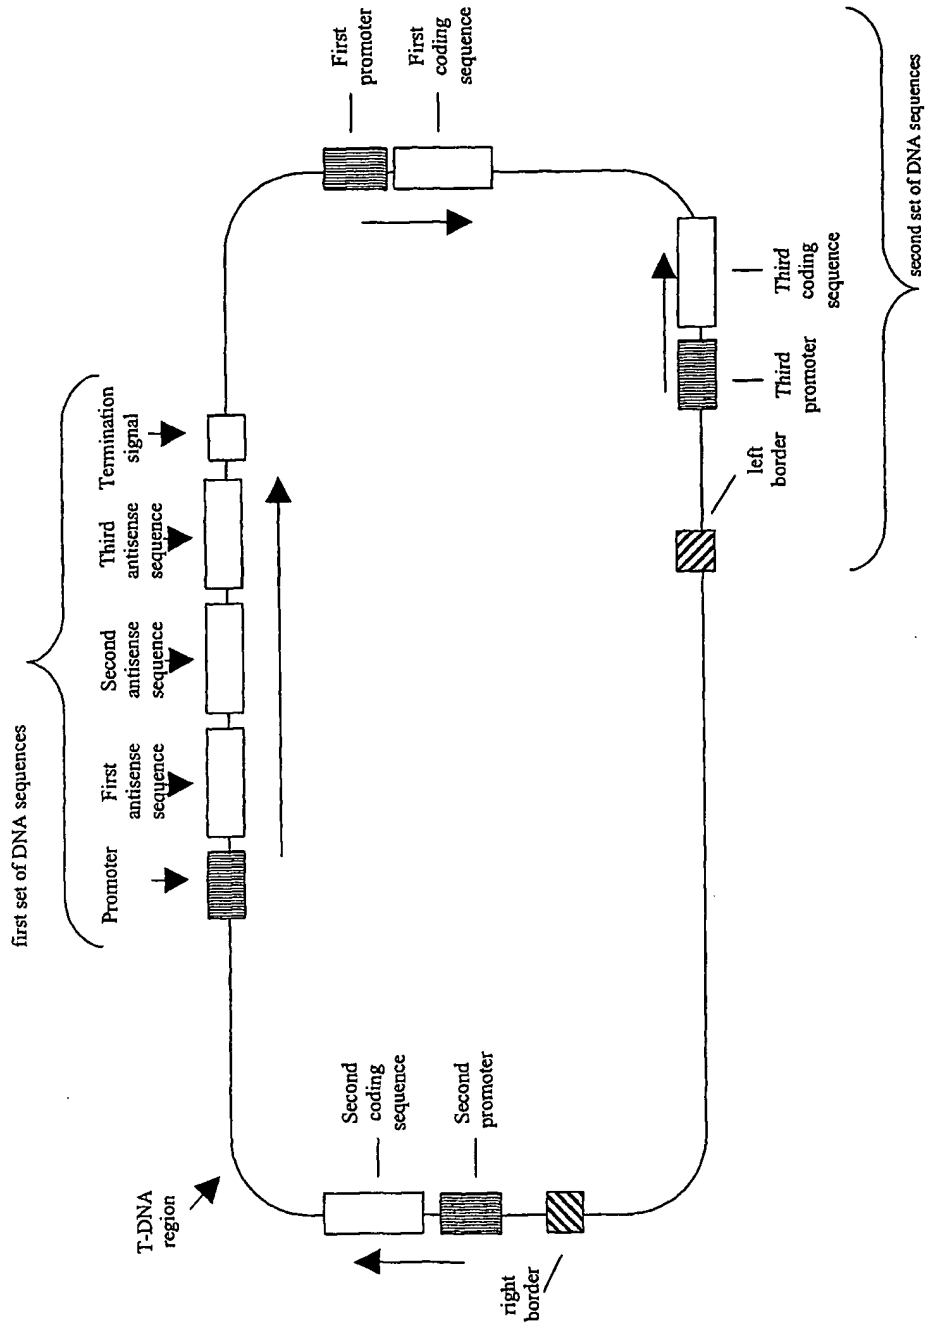 first set of DNA sequences
Promoter
First
antisense
sequence
Second
antisense
sequence
Third
antisense
sequence
Termination
signal
T-DNA
region
First
promoter
First
coding
sequence
Second
coding
sequence
Second
promoter
right
border
left
border
Third
promoter
Third
coding
sequence
second set of DNA sequences